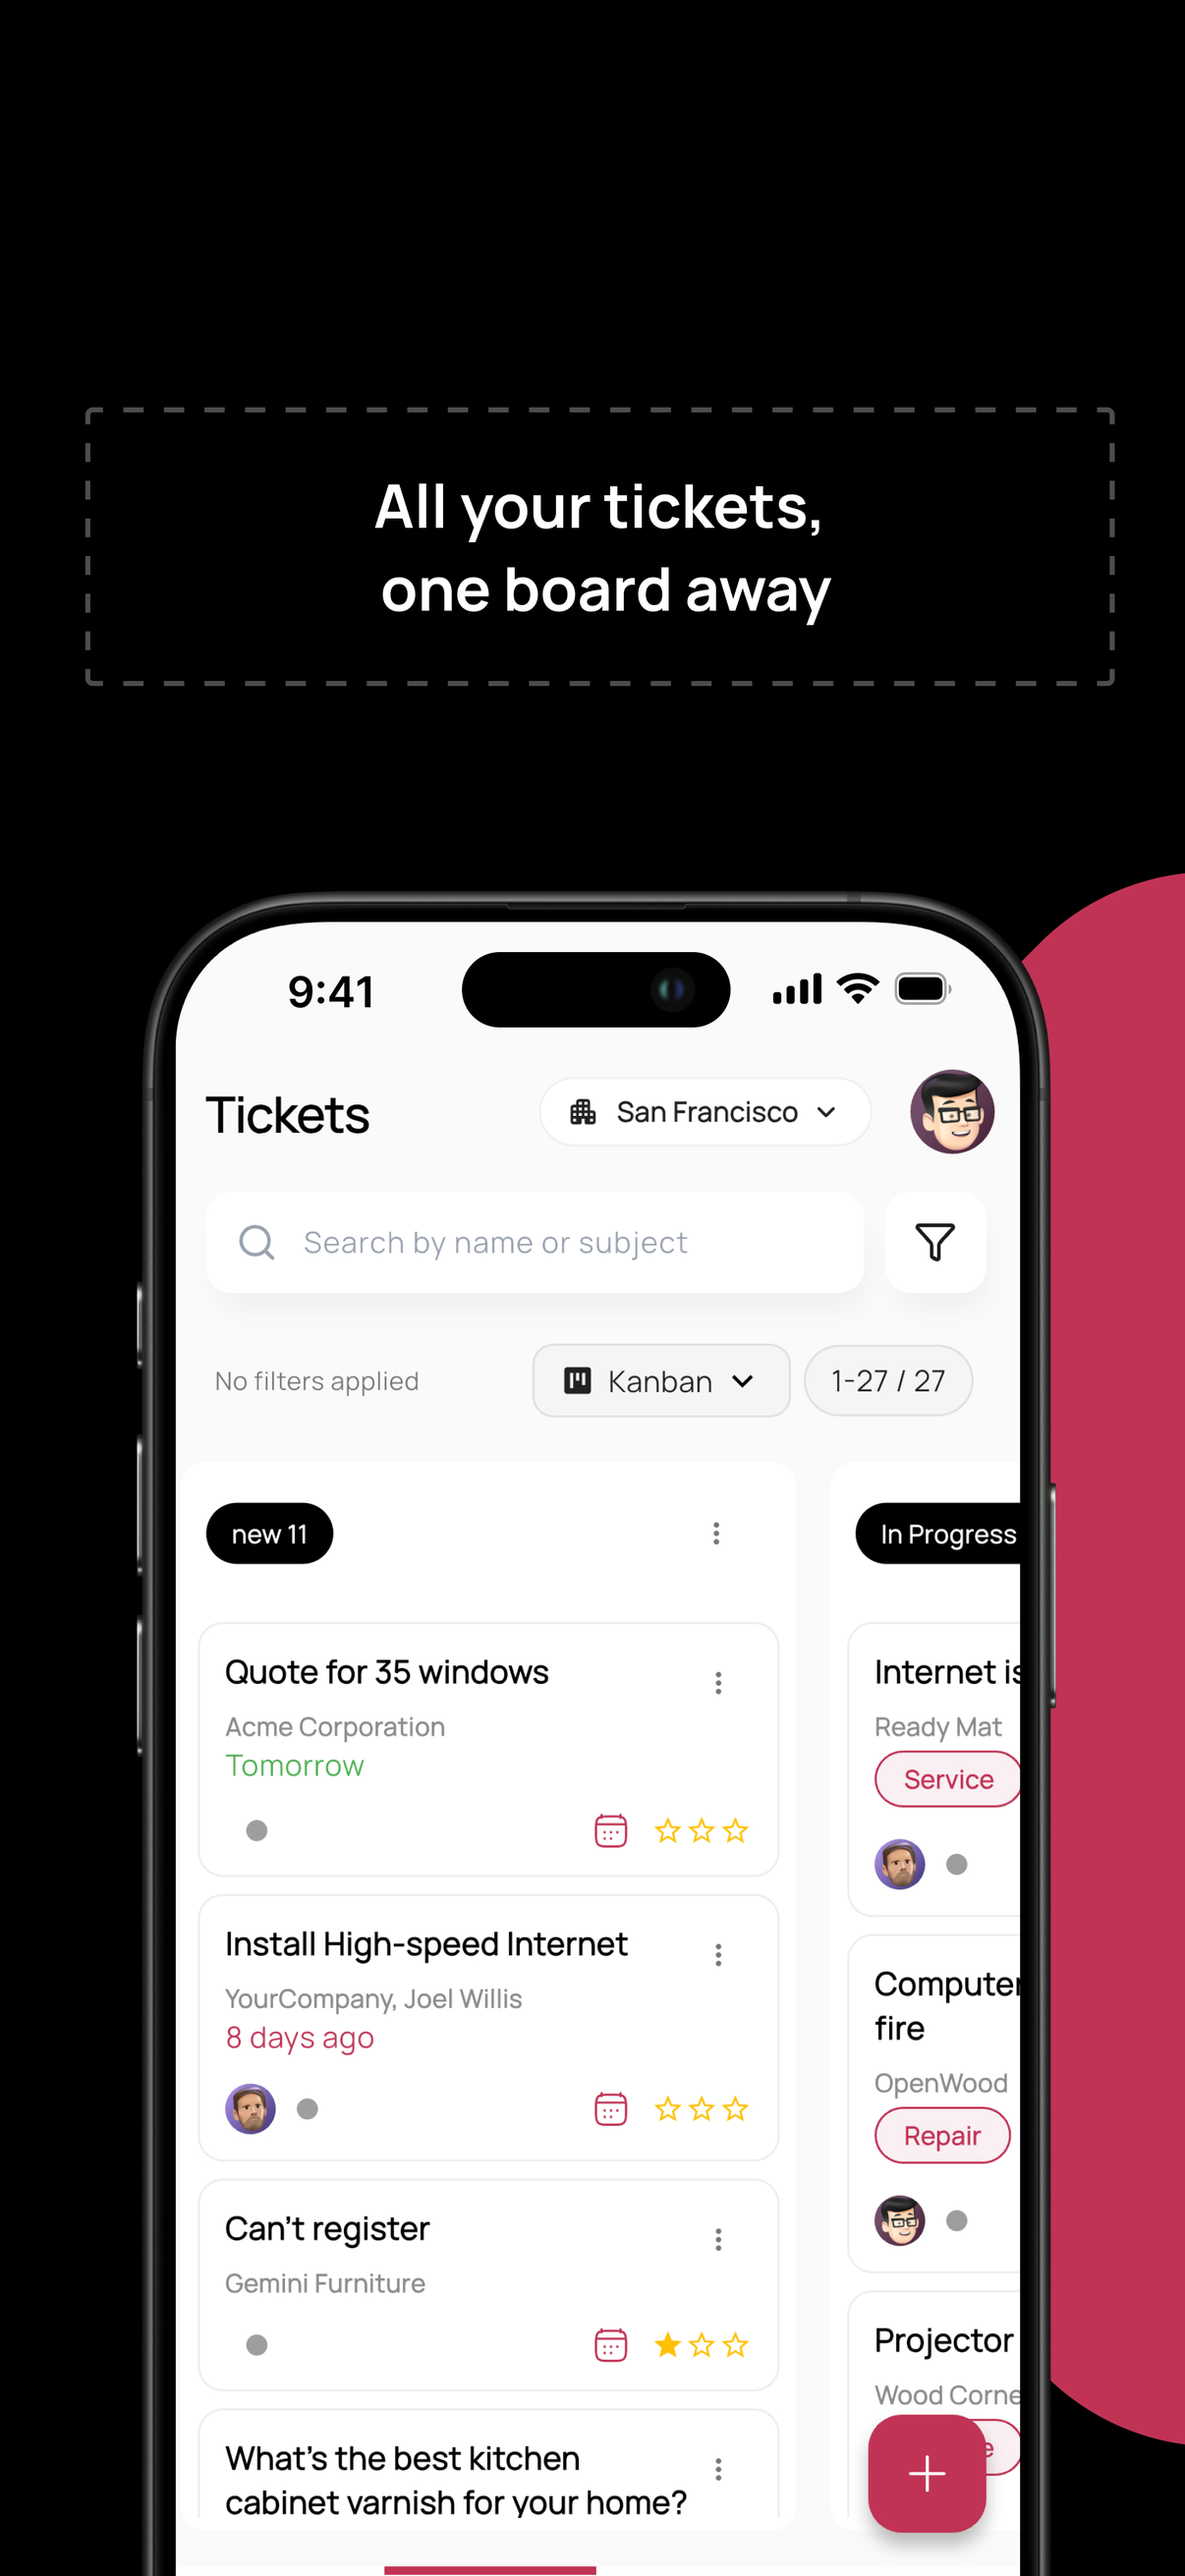 All your tickets,
one board away
9:41
Tickets
San Francisco
Search by name or subject
No filters applied
Kanban
1-27 / 27
new 11
Quote for 35 windows
Acme Corporation
Tomorrow
Install High-speed Internet
YourCompany, Joel Willis
8 days ago
Can't register
Gemini Furniture
What's the best kitchen
cabinet varnish for your home?
In Progress
Internet is
Ready Mat
Service
Computer
fire
OpenWood
Repair
Projector
Wood Corne